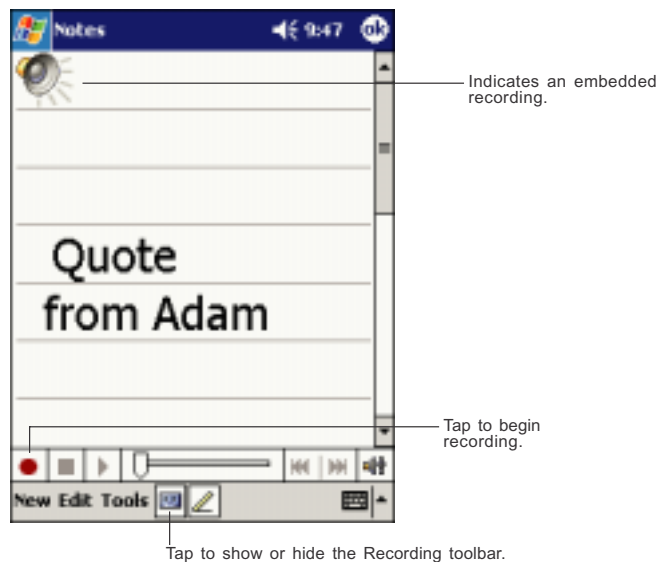 Notes 9:47 ok
Indicates an embedded
recording.
Quote
from Adam
Tap to begin
recording.
New Edit Tools
Tap to show or hide the Recording toolbar.